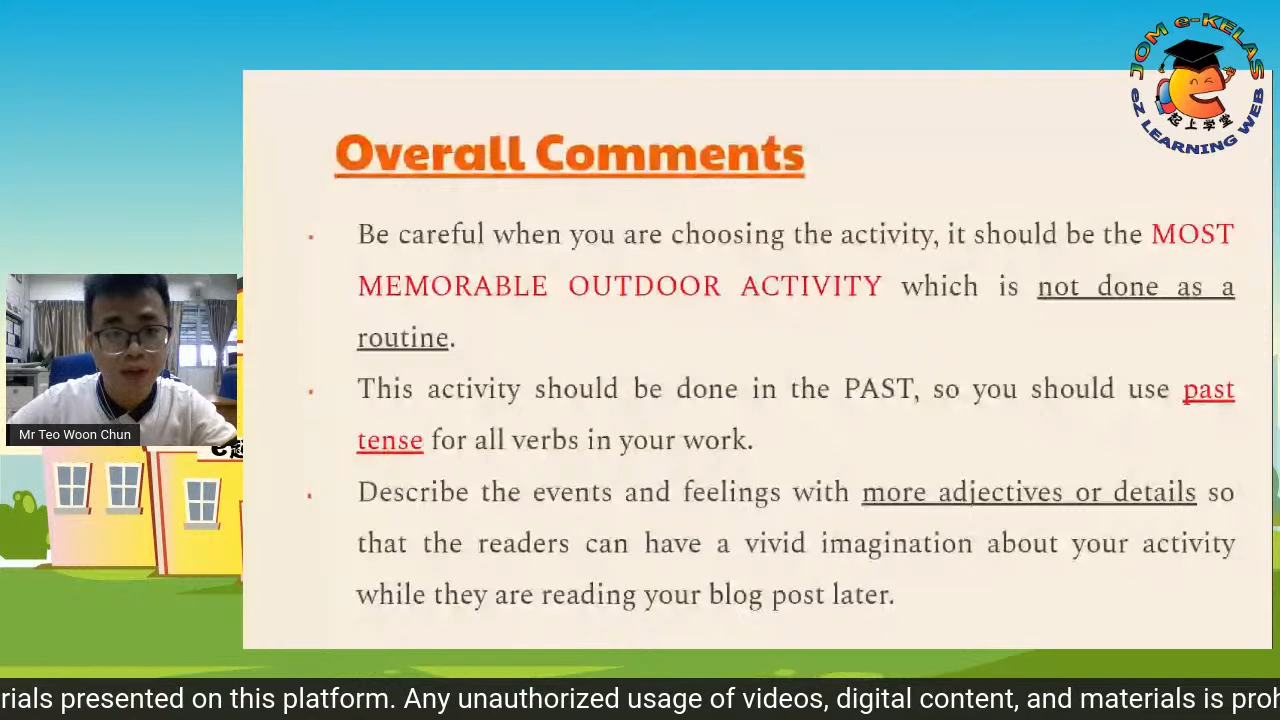 JOM e-KELAS
起上学堂
EZ LEARNING WEB
Overall Comments
Be careful when you are choosing the activity, it should be the MOST
MEMORABLE OUTDOOR ACTIVITY which is not done as a
routine.
This activity should be done in the PAST, so you should use past
tense for all verbs in your work.
Describe the events and feelings with more adjectives or details so
that the readers can have a vivid imagination about your activity
while they are reading your blog post later.
Mr Teo Woon Chun
rials presented on this platform. Any unauthorized usage of videos, digital content, and materials is proh